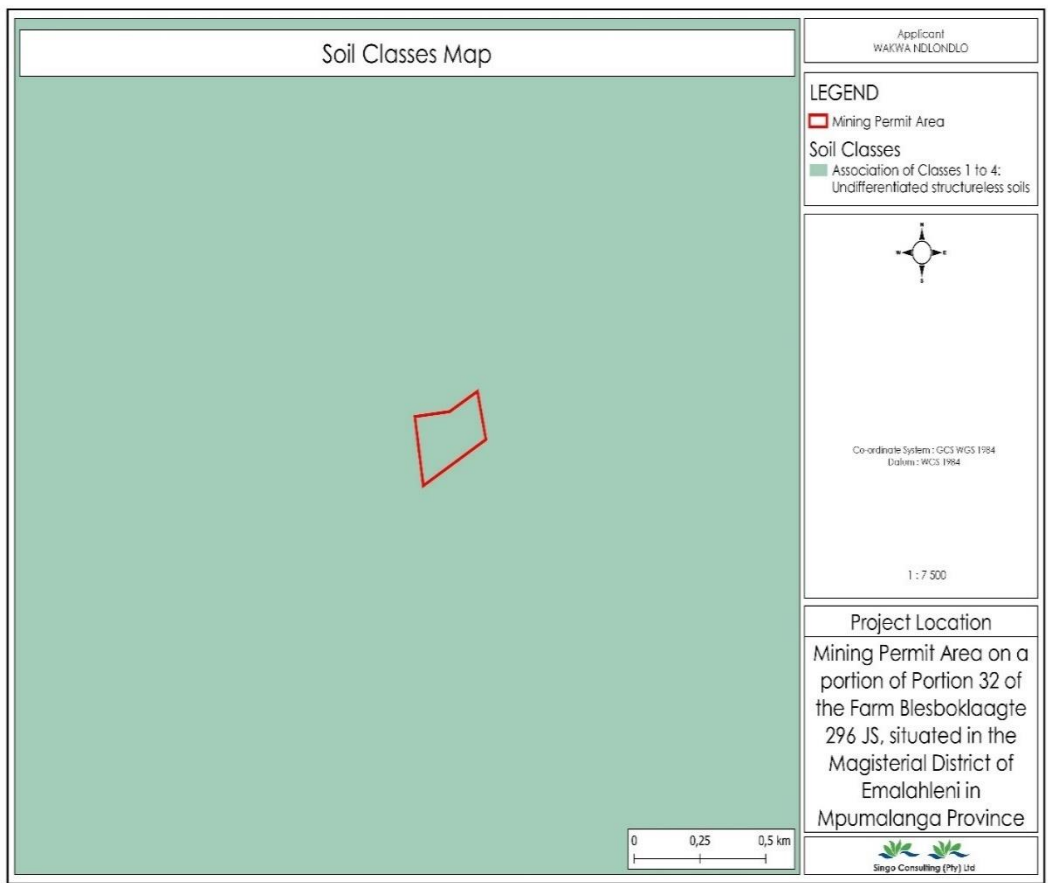 Soil Classes Map
Applicant
WAKWA NDLONDLO
LEGEND
Mining Permit Area
Soil Classes
Association of Classes 1 to 4:
Undifferentiated structureless soils
N
W E
S
Co-ordinate System : GCS WGS 1984
Datum : WGS 1984
1 : 7 500
Project Location
Mining Permit Area on a
portion of Portion 32 of
the Farm Blesboklaagte
296 JS, situated in the
Magisterial District of
Emalahleni in
Mpumalanga Province
0 0,25 0,5 km
Singo Consulting (Pty) Ltd